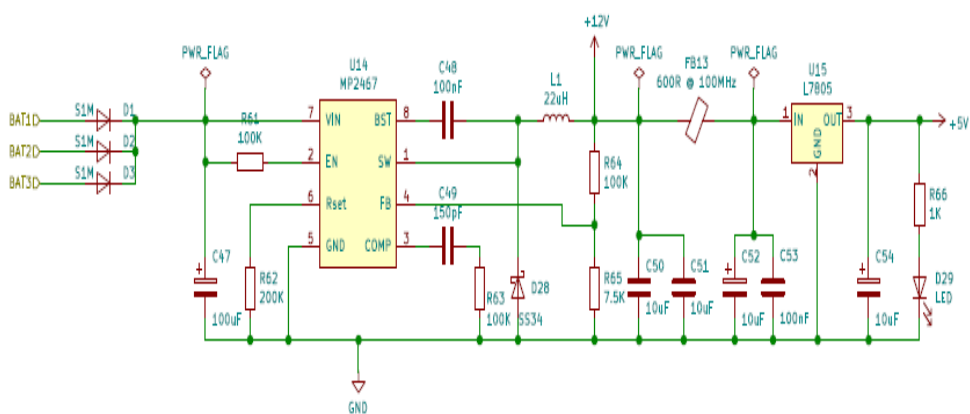 +12V
PWR_FLAG
U14
MP2467
C48
100nF
L1
22uH
PWR_FLAG
FB13
600R @ 100MHz
PWR_FLAG
U15
L7805
S1M
D1
BAT1
S1M
D2
BAT2
S1M
D3
BAT3
R61
100K
7
VIN
BST
8
2
EN
SW
1
6
Rset
FB
4
5
GND
COMP
3
C49
150pF
R64
100K
1
IN
OUT
3
GND
2
+5V
R66
1K
C47
100uF
R62
200K
R63
100K
D28
SS34
R65
7.5K
C50
10uF
C51
10uF
C52
10uF
C53
100nF
C54
10uF
D29
LED
GND